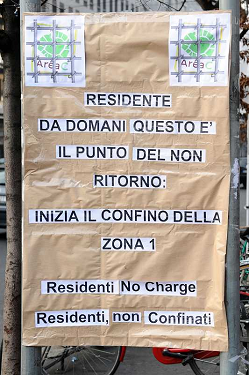 Area C Area C
RESIDENTE
DA DOMANI QUESTO E'
IL PUNTO DEL NON
RITORNO:
INIZIA IL CONFINO DELLA
ZONA 1
Residenti No Charge
Residenti, non Confinati